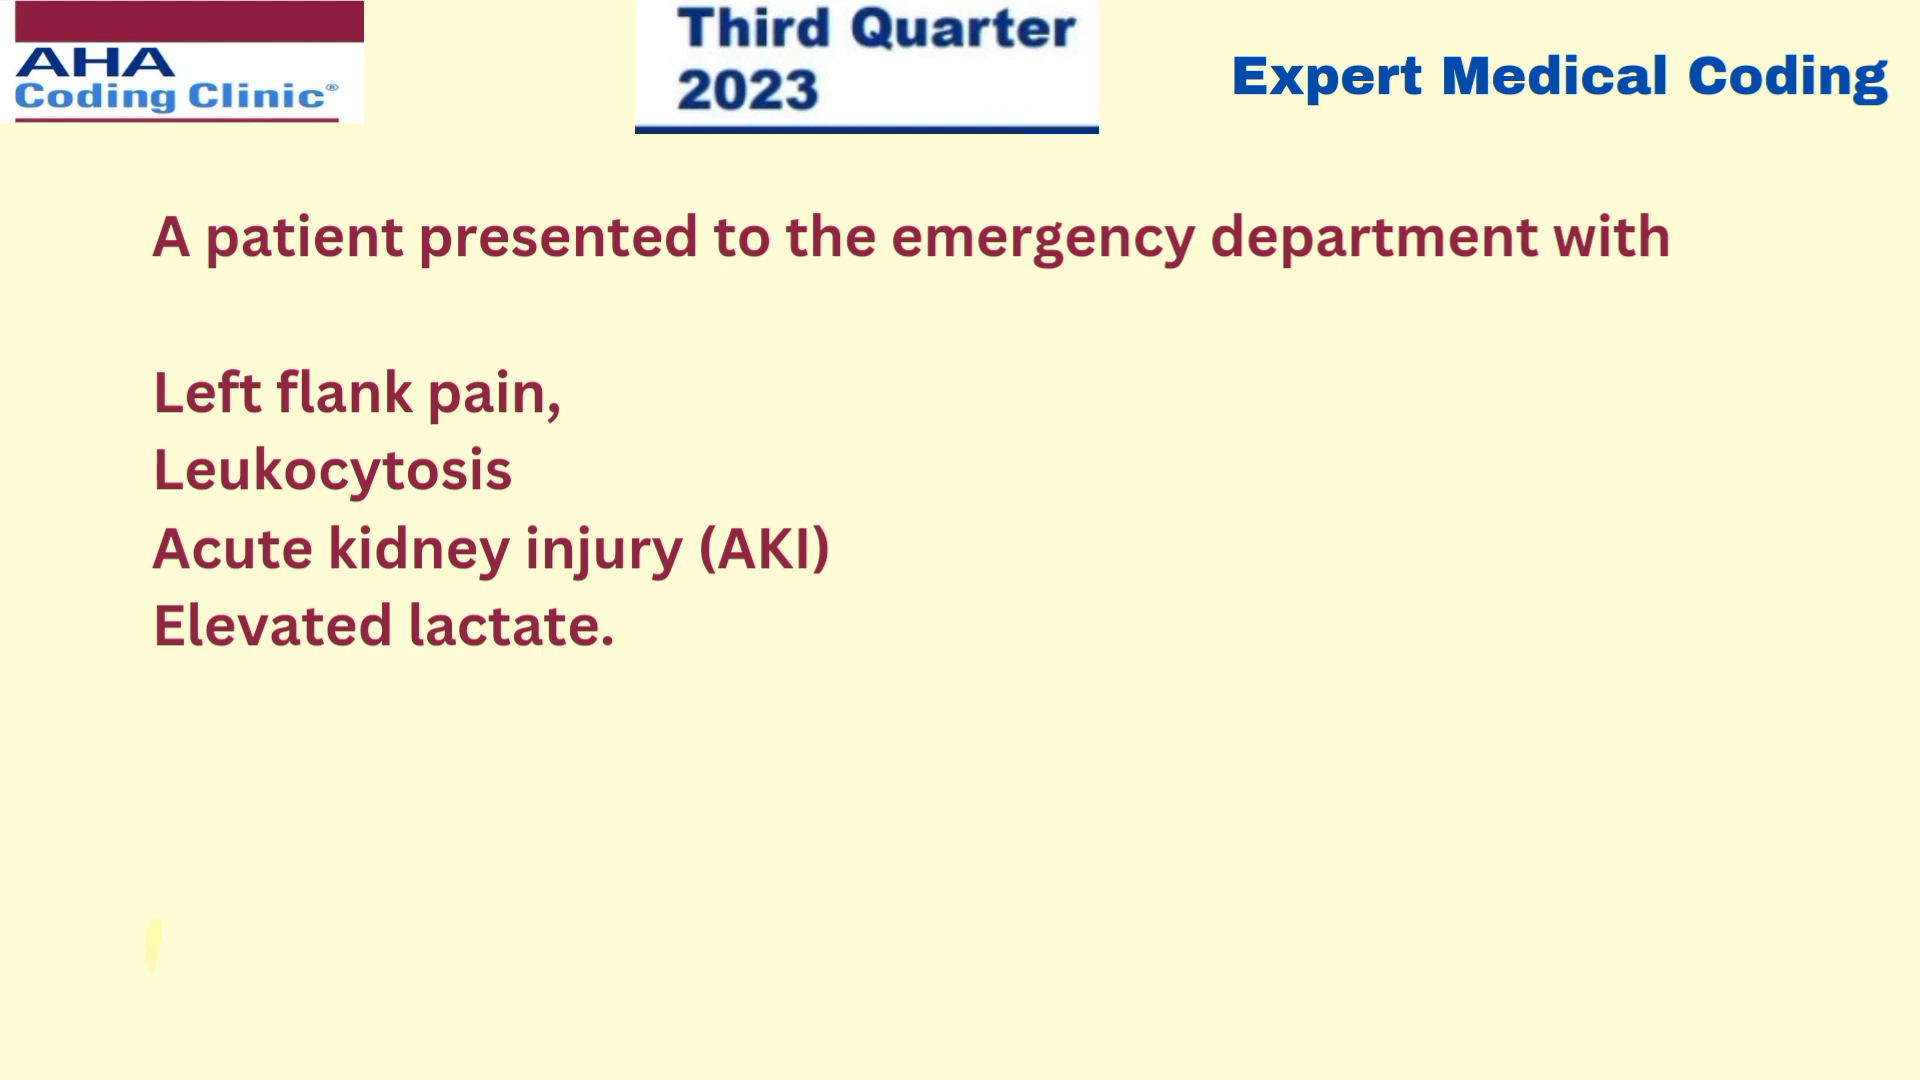 AHA
Coding Clinic®
Third Quarter
2023
Expert Medical Coding
A patient presented to the emergency department with
Left flank pain,
Leukocytosis
Acute kidney injury (AKI)
Elevated lactate.